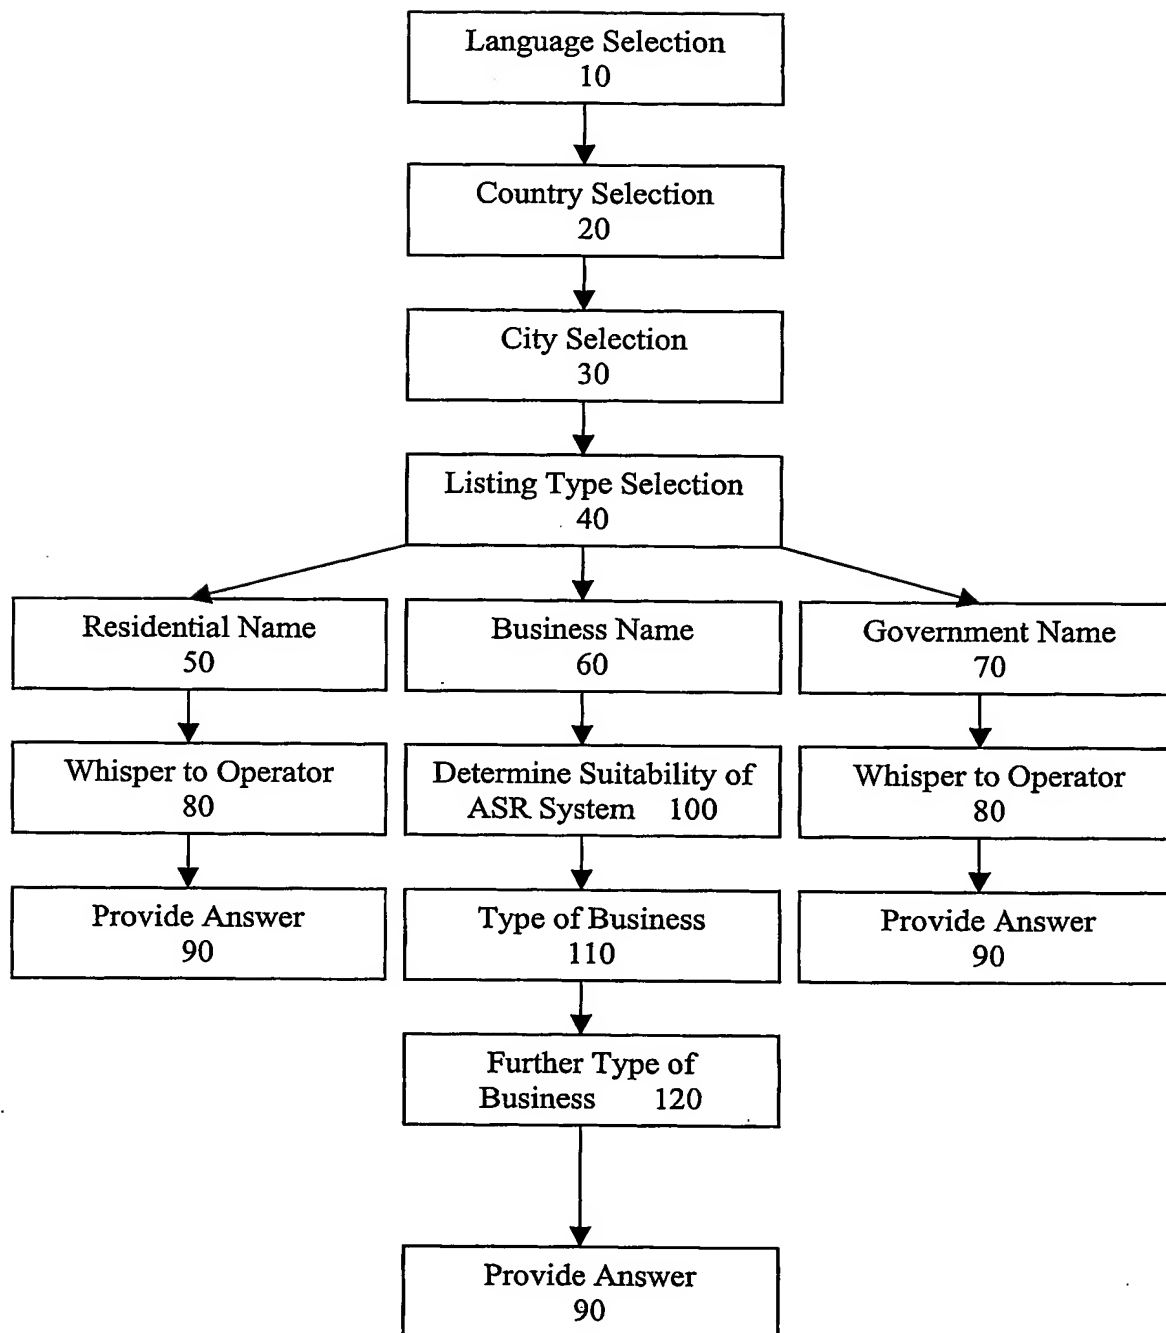 Language Selection
10
Country Selection
20
City Selection
30
Listing Type Selection
40
Residential Name
50
Business Name
60
Government Name
70
Whisper to Operator
80
Determine Suitability of
ASR System 100
Whisper to Operator
80
Provide Answer
90
Type of Business
110
Provide Answer
90
Further Type of
Business 120
Provide Answer
90